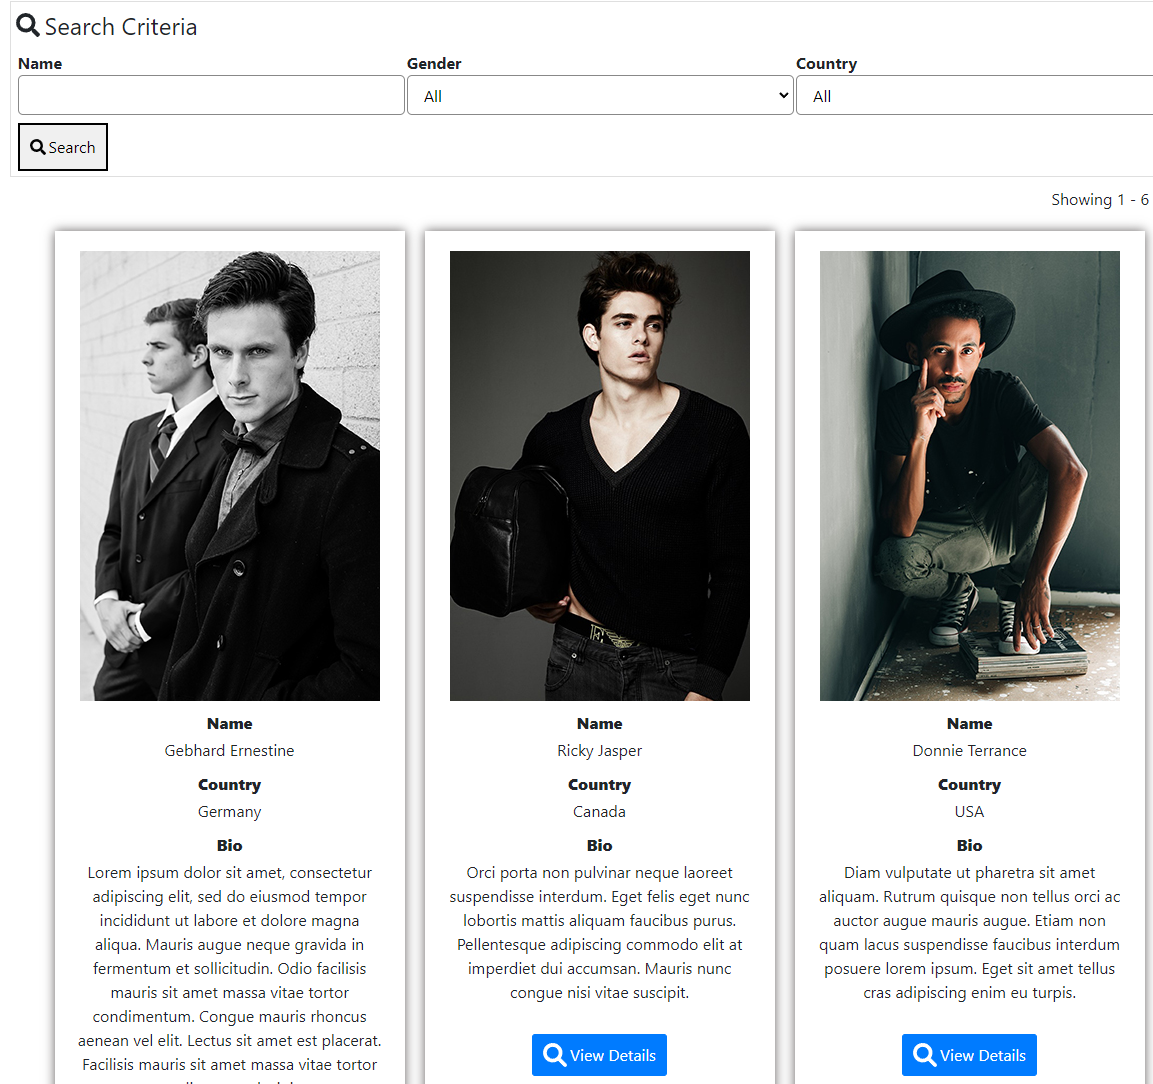 Search Criteria
Name
Gender
Country
All
All
Search
Showing 1 - 6
Name
Gebhard Ernestine
Country
Germany
Bio
Lorem ipsum dolor sit amet, consectetur
adipiscing elit, sed do eiusmod tempor
incididunt ut labore et dolore magna
aliqua. Mauris augue neque gravida in
fermentum et sollicitudin. Odio facilisis
mauris sit amet massa vitae tortor
condimentum. Congue mauris rhoncus
aenean vel elit. Lectus sit amet est placerat.
Facilisis mauris sit amet massa vitae tortor
Name
Ricky Jasper
Country
Canada
Bio
Orci porta non pulvinar neque laoreet
suspendisse interdum. Eget felis eget nunc
lobortis mattis aliquam faucibus purus.
Pellentesque adipiscing commodo elit at
imperdiet dui accumsan. Mauris nunc
congue nisi vitae suscipit.
View Details
Name
Donnie Terrance
Country
USA
Bio
Diam vulputate ut pharetra sit amet
aliquam. Rutrum quisque non tellus orci ac
auctor augue mauris augue. Etiam non
quam lacus suspendisse faucibus interdum
posuere lorem ipsum. Eget sit amet tellus
cras adipiscing enim eu turpis.
View Details